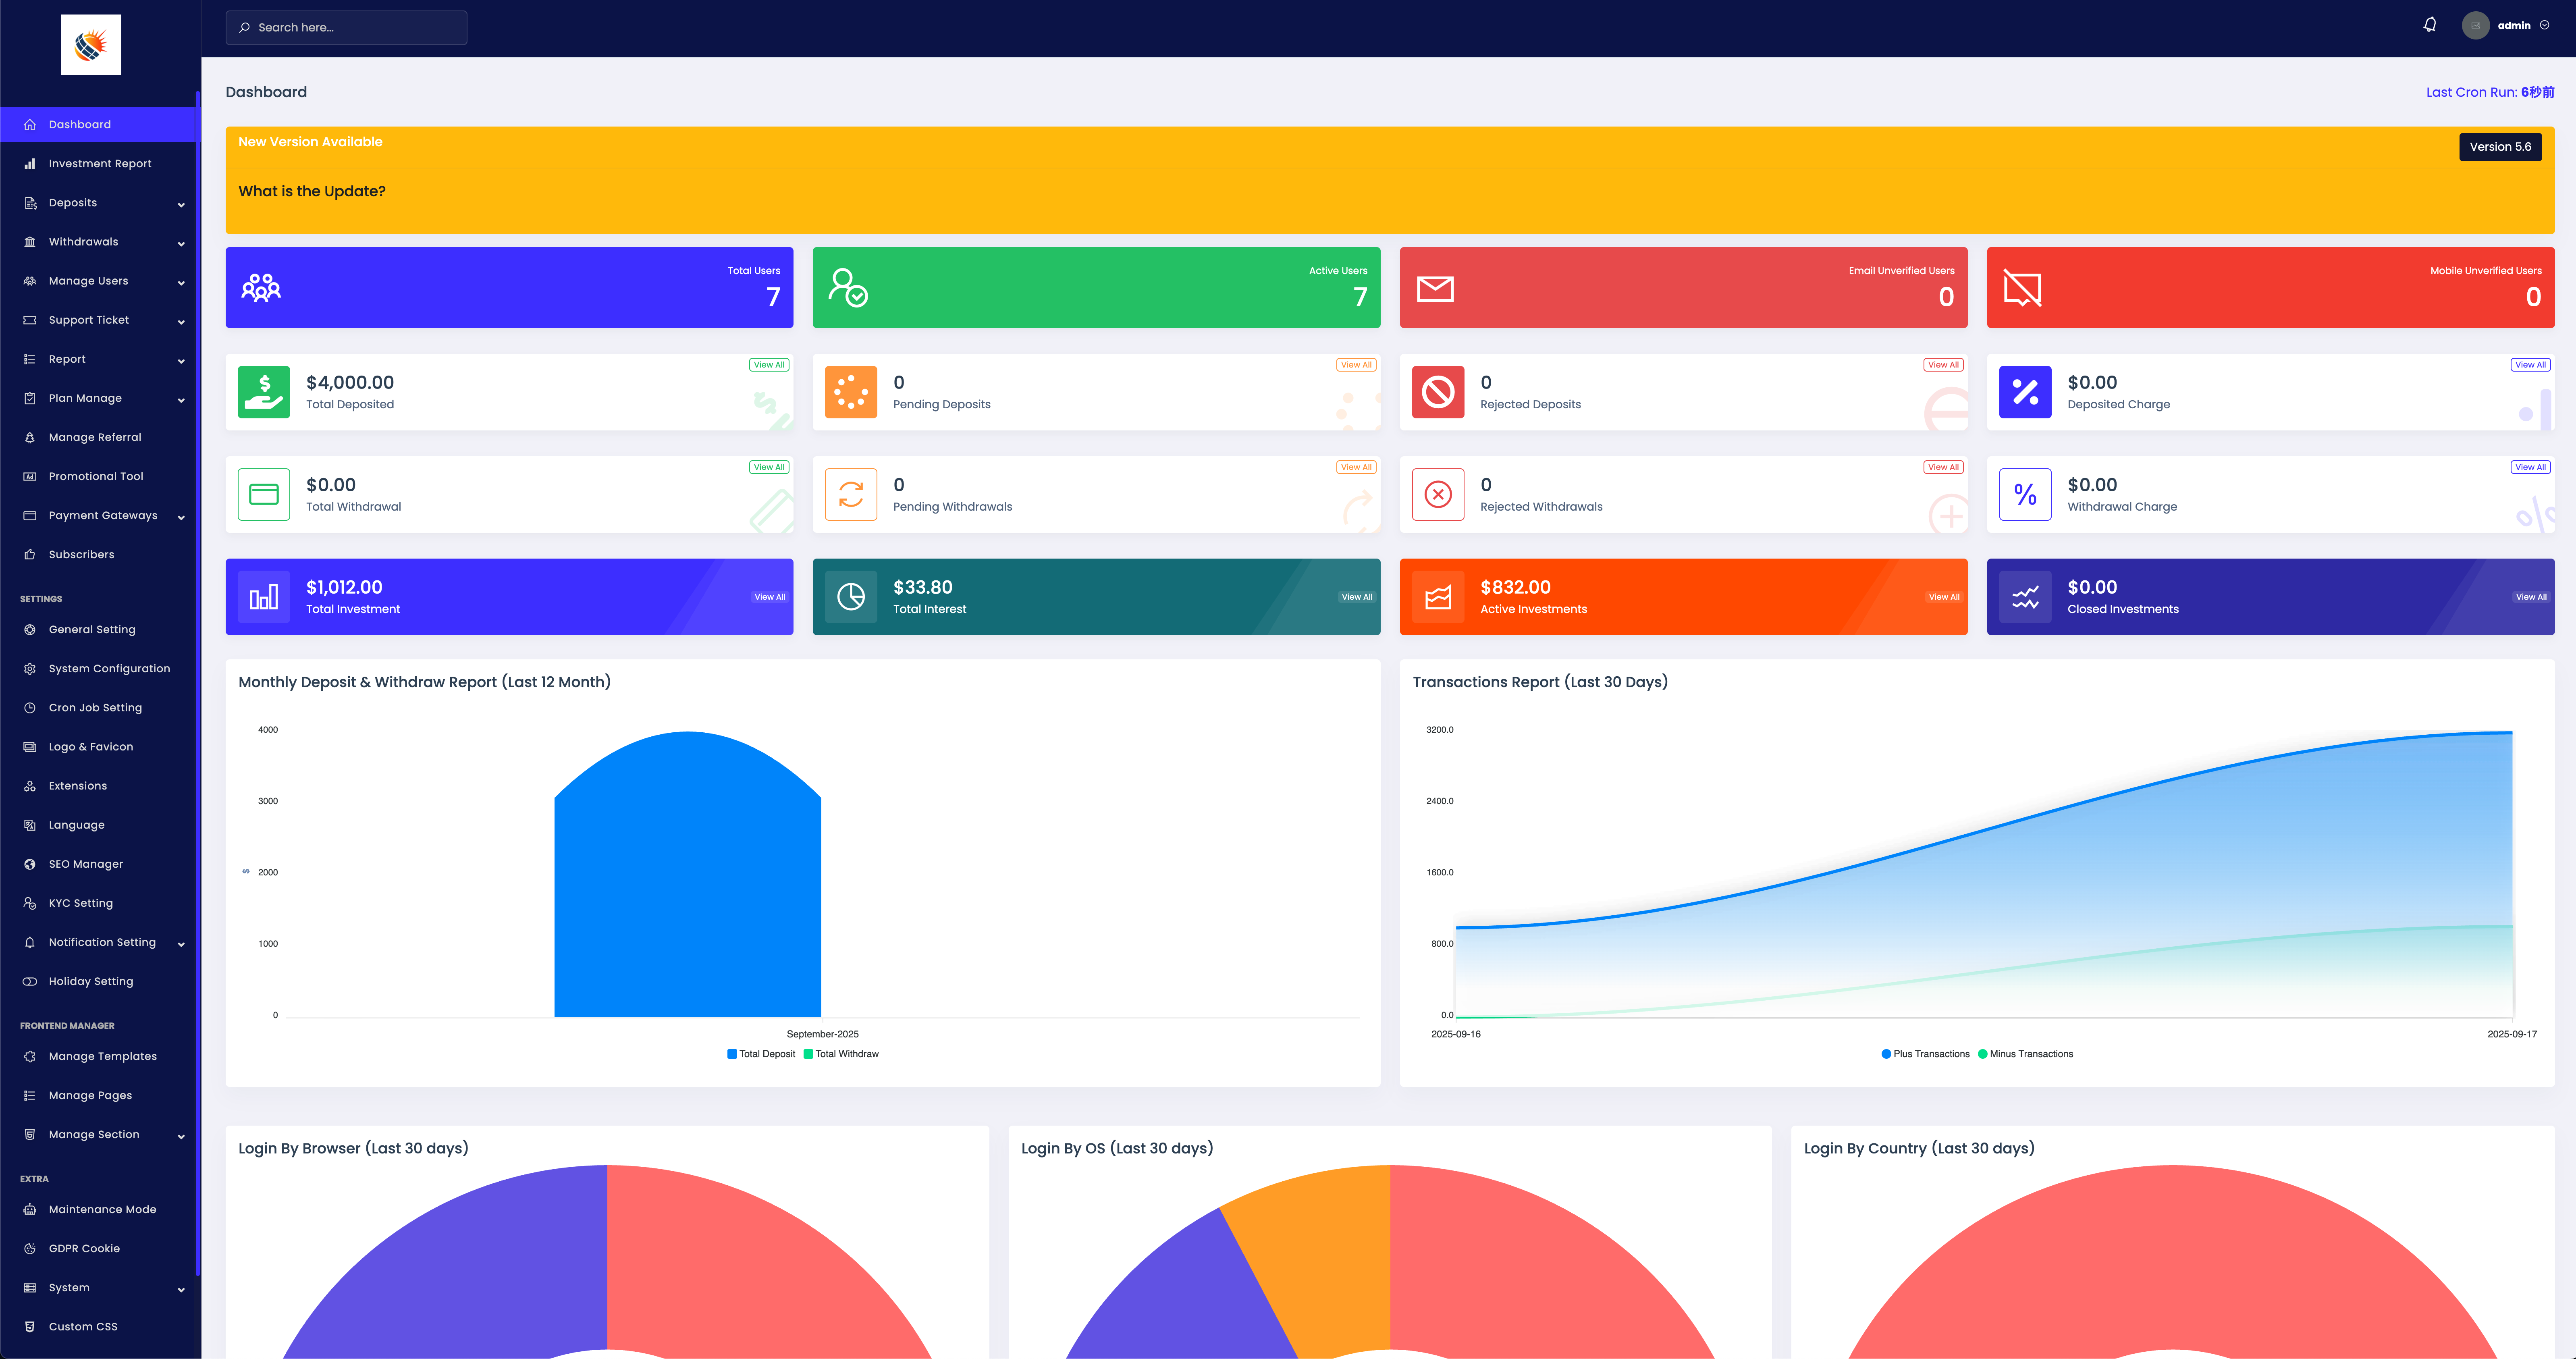 Search here...
admin
Dashboard
Investment Report
Deposits
Withdrawals
Manage Users
Support Ticket
Report
Plan Manage
Manage Referral
Promotional Tool
Payment Gateways
Subscribers
SETTINGS
General Setting
System Configuration
Cron Job Setting
Logo & Favicon
Extensions
Language
SEO Manager
KYC Setting
Notification Setting
Holiday Setting
FRONTEND MANAGER
Manage Templates
Manage Pages
Manage Section
EXTRA
Maintenance Mode
GDPR Cookie
System
Custom CSS
Dashboard
Last Cron Run: 6秒前
New Version Available
Version 5.6
What is the Update?
Total Users
7
Active Users
7
Email Unverified Users
0
Mobile Unverified Users
0
View All
$4,000.00
Total Deposited
View All
0
Pending Deposits
View All
0
Rejected Deposits
View All
$0.00
Deposited Charge
View All
$0.00
Total Withdrawal
View All
0
Pending Withdrawals
View All
0
Rejected Withdrawals
View All
$0.00
Withdrawal Charge
$1,012.00
Total Investment
View All
$33.80
Total Interest
View All
$832.00
Active Investments
View All
$0.00
Closed Investments
View All
Monthly Deposit & Withdraw Report (Last 12 Month)
4000
3000
$ 2000
1000
0
September-2025
Total Deposit Total Withdraw
Transactions Report (Last 30 Days)
3200.0
2400.0
1600.0
800.0
0.0
2025-09-16 2025-09-17
Plus Transactions Minus Transactions
Login By Browser (Last 30 days)
Login By OS (Last 30 days)
Login By Country (Last 30 days)